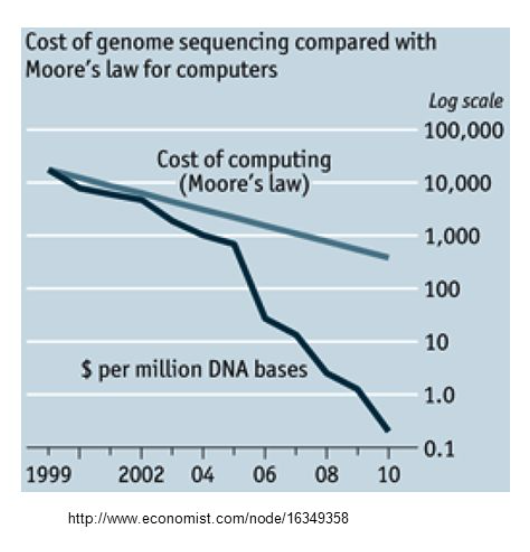 Cost of genome sequencing compared with
Moore's law for computers
Log scale
100,000
Cost of computing
(Moore's law)
10,000
1,000
100
10
$ per million DNA bases
1.0
0.1
1999 2002 04 06 08 10
http://www.economist.com/node/16349358